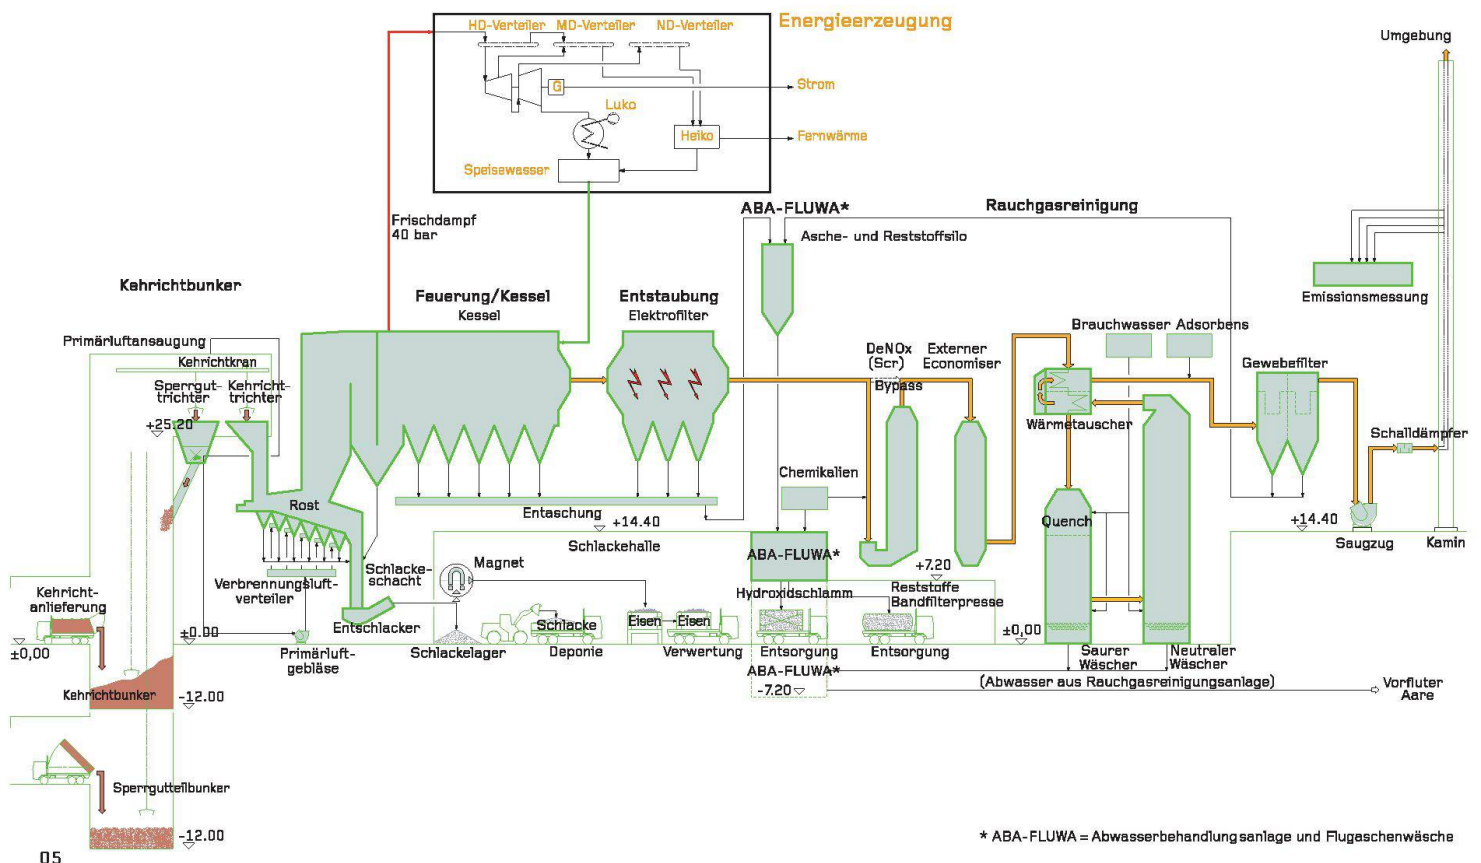 Energieerzeugung
HD-Verteiler
MD-Verteiler
ND-Verteiler
Umgebung
G
Strom
Luko
Heiko
Fernwärme
Speisewasser
ABA-FLUWA*
Rauchgasreinigung
Frischdampf
40 bar
Asche- und Reststoffsilo
Kehrichtbunker
Feuerung/Kessel
Kessel
Entstaubung
Elektrofilter
Emissionsmessung
Primärluftansaugung
Kehrichtkran
Sperrgut-
trichter
Kehricht-
trichter
DeNOx
(Scr)
Bypass
Externer
Economiser
Brauchwasser
Adsorbens
Gewebefilter
Wärmetauscher
Schalldämpfer
+25.20
Chemikalien
Rost
Entaschung
+14.40
Schlackehalle
Quench
+14.40
Saugzug
Kamin
ABA-FLUWA*
+7.20
Magnet
Schlacke-
schacht
Verbrennungsluft-
verteiler
Hydroxidschlamm
Reststoffe
Bandfilterpresse
Kehricht-
anlieferung
Entschlacker
Schlacke
Eisen
Eisen
±0,00
±0.00
±0,00
Primärluft-
gebläse
Schlackelager
Deponie
Verwertung
Entsorgung
Entsorgung
Saurer
Wäscher
Neutraler
Wäscher
ABA-FLUWA*
-7.20
(Abwasser aus Rauchgasreinigungsanlage)
Vorfluter
Aare
Kehrichtbunker
-12.00
Sperrgutteilbunker
-12.00
* ABA-FLUWA = Abwasserbehandlungsanlage und Flugaschenwäsche
05